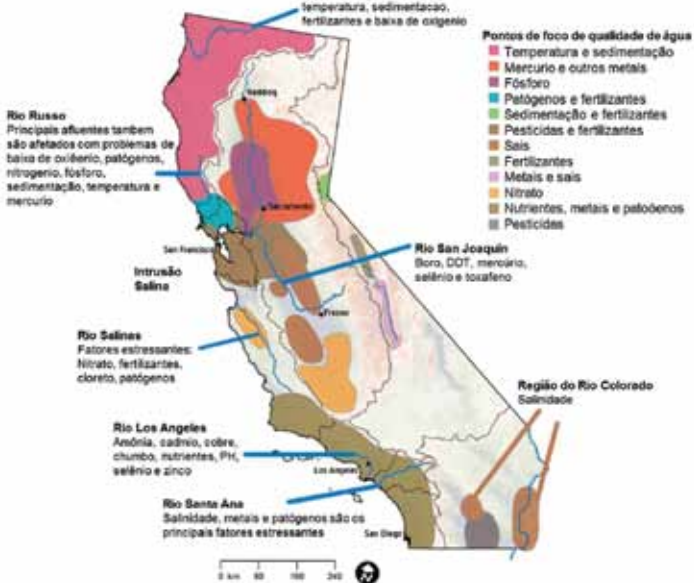 temperatura, sedimentacao,
fertilizantes e baixa de oxigenio
Pontos de foco de qualidade de água
Temperatura e sedimentação
Mercurio e outros metais
Fósforo
Patógenos e fertilizantes
Sedimentação e fertilizantes
Pesticidas e fertilizantes
Sais
Fertilizantes
Metais e sais
Nitrato
Nutrientes, metais e patoóenos
Pesticidas
Redding
Rio Russo
Principais afluentes tambem
são afetados com problemas de
baixa de oxiênio, patógenos,
nitrogenio, fósforo,
sedimentação, temperatura e
mercurio
Sacramento
San Francisco
Intrusão
Salina
Rio San Joaquin
Boro, DDT, mercúrio,
selênio e toxafeno
Fresno
Rio Salinas
Fatores estressantes:
Nitrato, fertilizantes,
cloreto, patógenos
Região do Rio Colorado
Salinidade
Rio Los Angeles
Amônia, cadmio, cobre,
chumbo, nutrientes, PH,
selênio e zinco
Los Angeles
Rio Santa Ana
Salinidade, metais e patógenos são os
principais fatores estressantes
San Diego
0 km 80 160 240